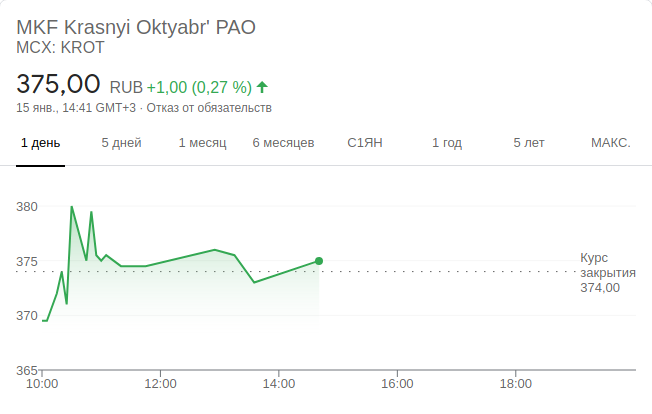 MKF Krasnyi Oktyabr' PAO
MCX: KROT
375,00 RUB +1,00 (0,27 %)
15 янв., 14:41 GMT+3 · Отказ от обязательств
1 день 5 дней 1 месяц 6 месяцев С1ЯН 1 год 5 лет МАКС.
380
375
Курс
закрытия
374,00
370
365
10:00 12:00 14:00 16:00 18:00